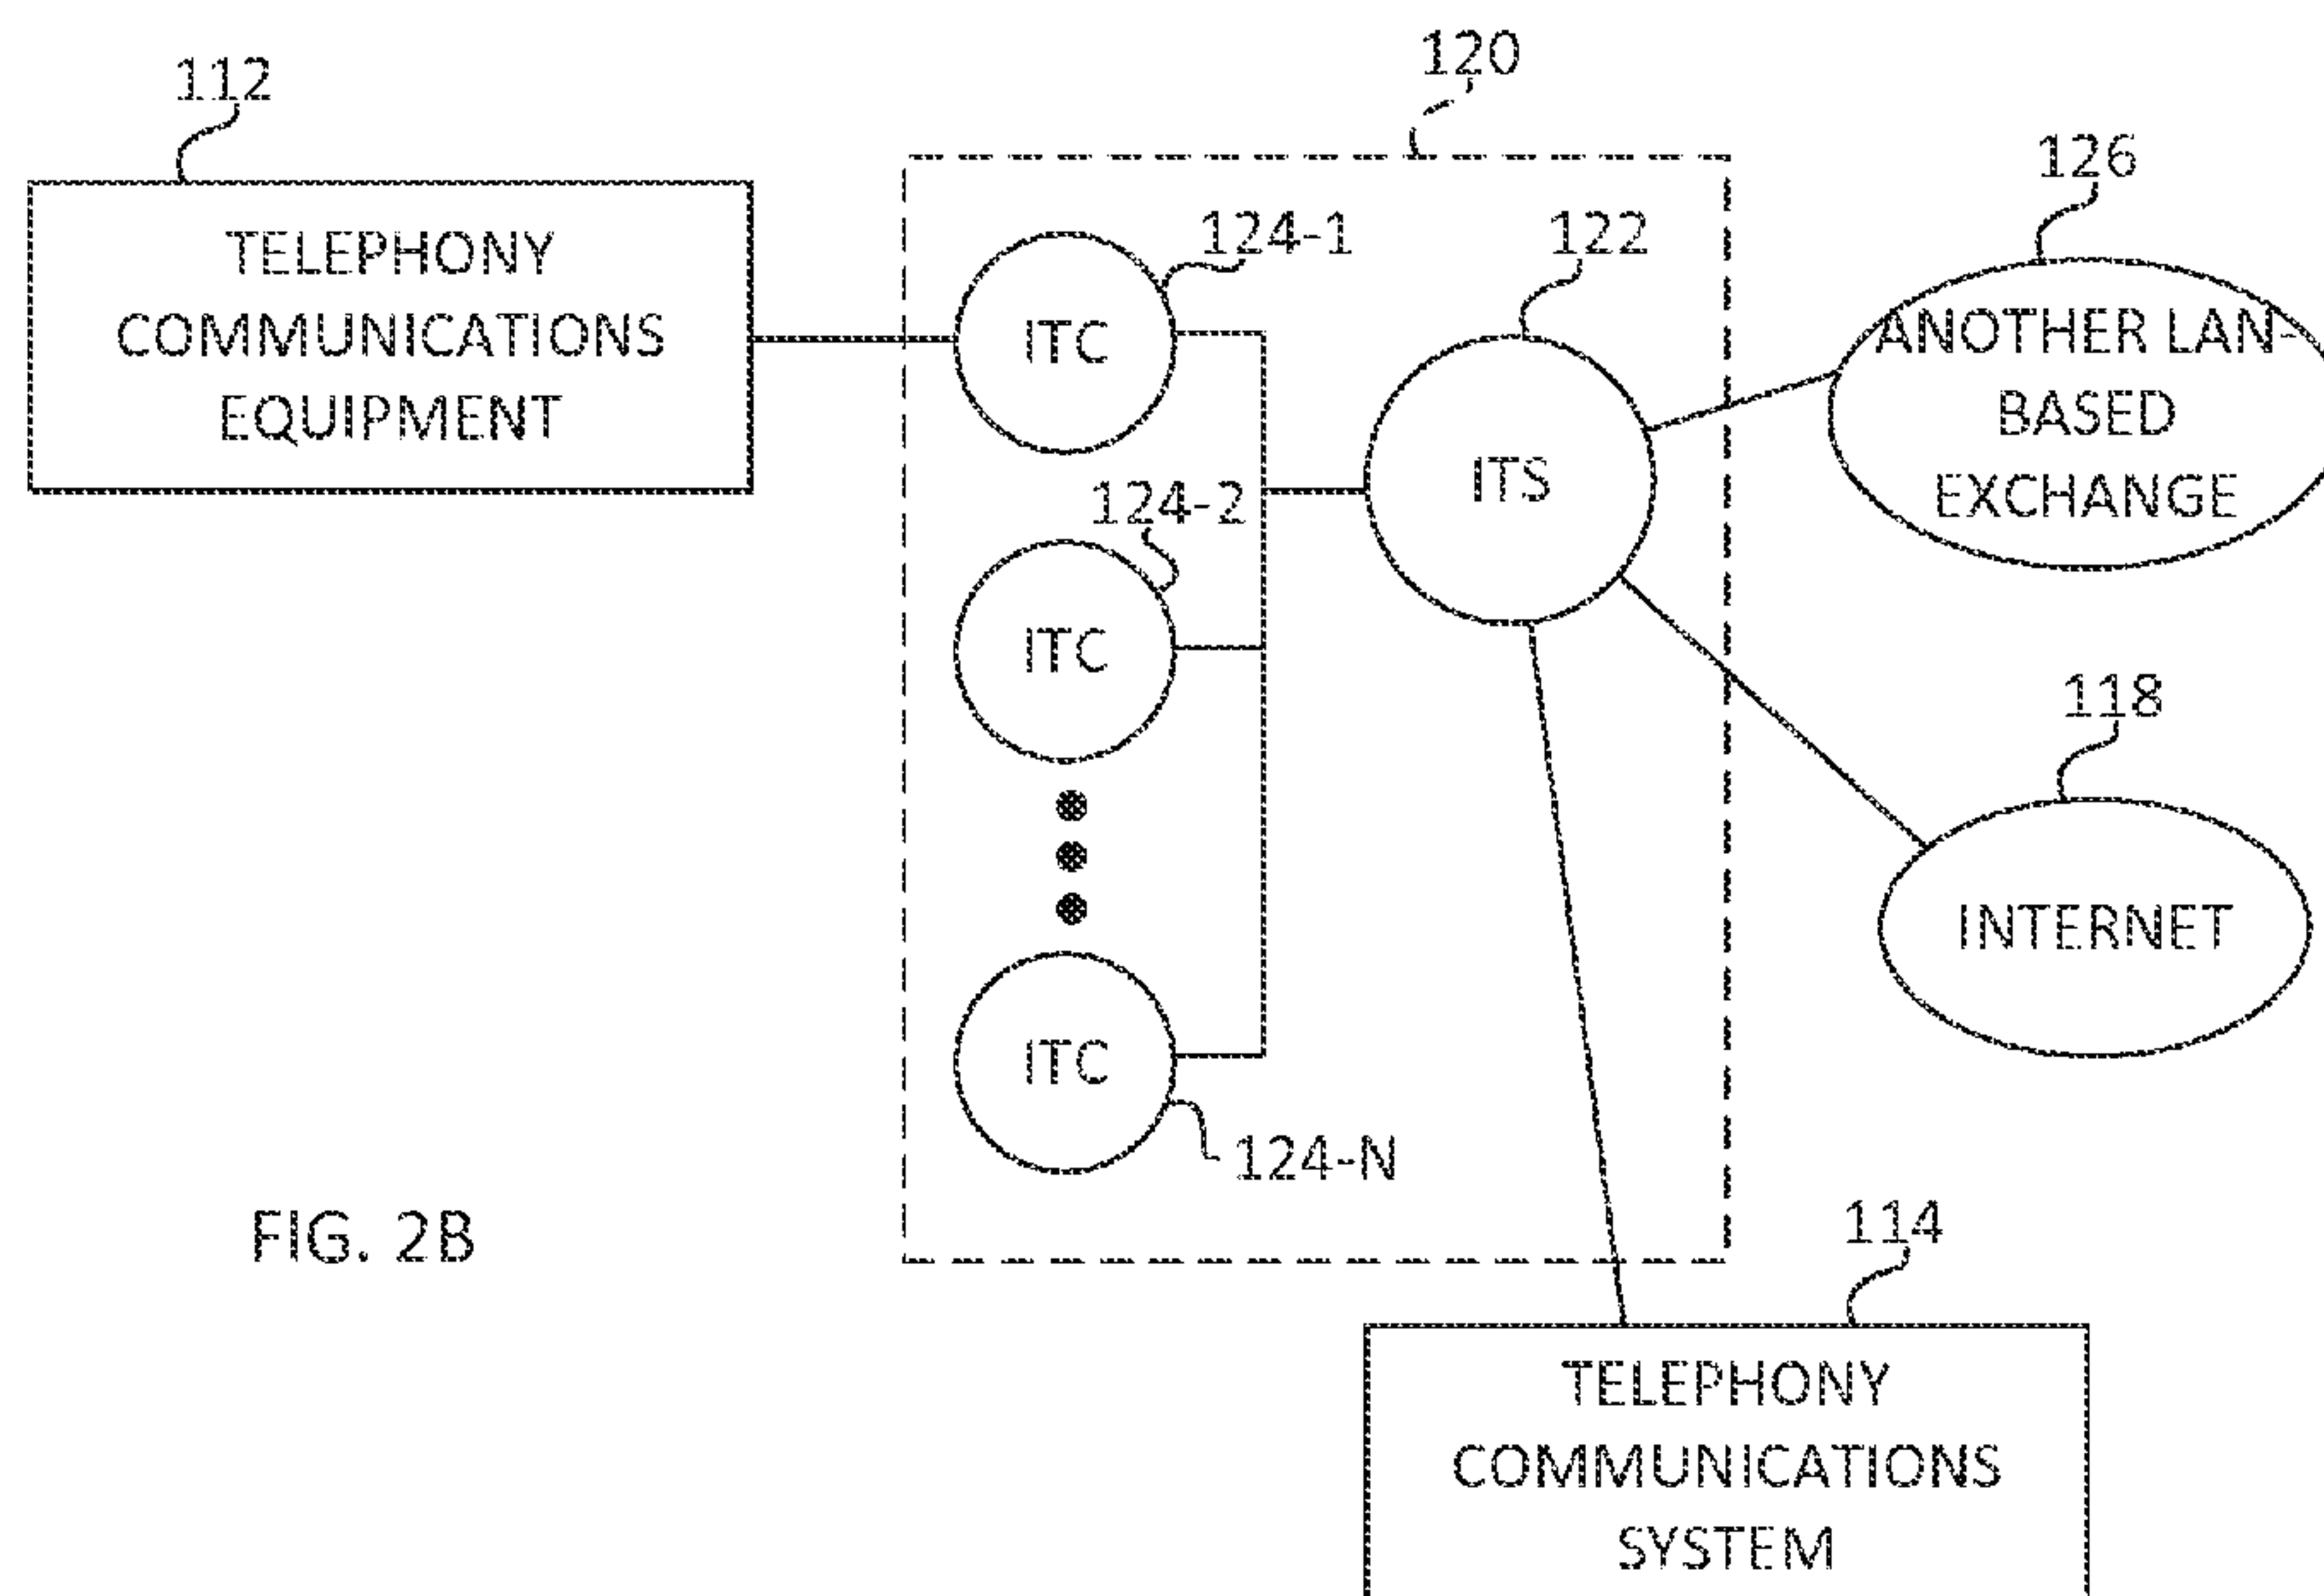 120
112
126
124-1
122
TELEPHONY
COMMUNICATIONS
EQUIPMENT
ITC
ITS
ANOTHER LAN-
BASED
EXCHANGE
124-2
ITC
118
INTERNET
ITC
124-N
FIG. 2B
114
TELEPHONY
COMMUNICATIONS
SYSTEM